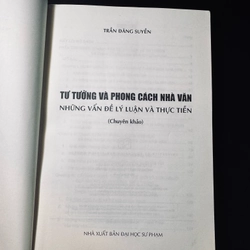 TRẦN ĐĂNG SUYỀN
TƯ TƯỞNG VÀ PHONG CÁCH NHÀ VĂN
NHỮNG VẤN ĐỀ LÝ LUẬN VÀ THỰC TIỄN
(Chuyên khảo)
NHÀ XUẤT BẢN ĐẠI HỌC SƯ PHẠM